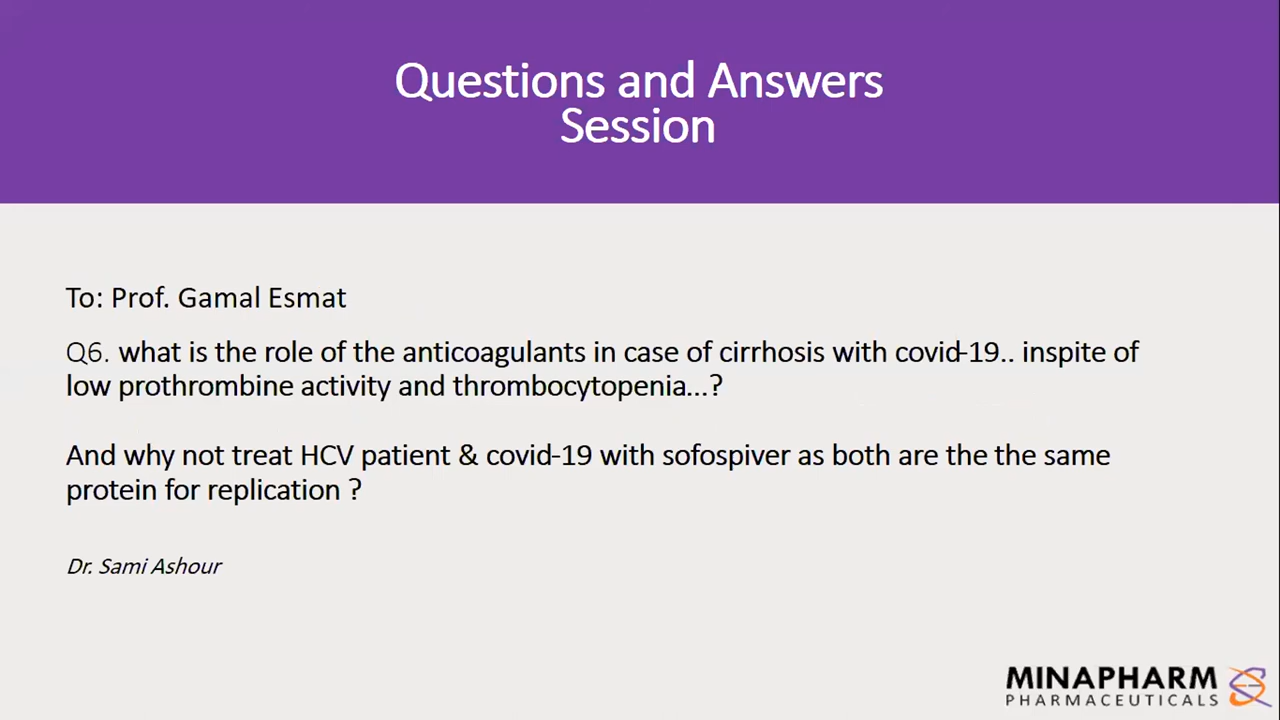 Questions and Answers
Session
To: Prof. Gamal Esmat
Q6. what is the role of the anticoagulants in case of cirrhosis with covid-19.. inspite of
low prothrombine activity and thrombocytopenia...?
And why not treat HCV patient & covid-19 with sofospiver as both are the the same
protein for replication ?
Dr. Sami Ashour
MINAPHARM
PHARMACEUTICALS